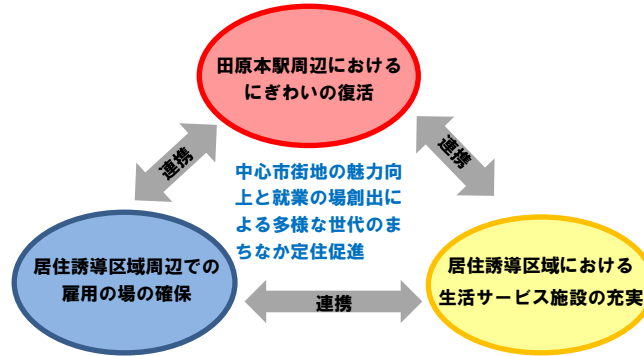 田原本駅周辺における
にぎわいの復活
連携
連携
中心市街地の魅力向
上と就業の場創出に
よる多様な世代のま
ちなか定住促進
居住誘導区域周辺での
雇用の場の確保
連携
居住誘導区域における
生活サービス施設の充実